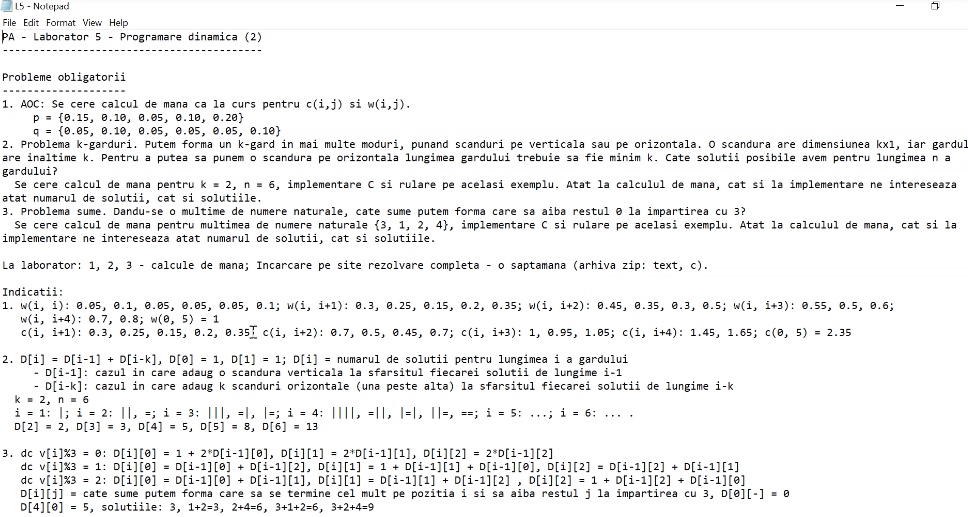 L5 - Notepad
File Edit Format View Help
PA - Laborator 5 - Programare dinamica (2)
-----------------------------------------
Probleme obligatorii
--------------------
1. AOC: Se cere calcul de mana ca la curs pentru c(i,j) si w(i,j).
p = {0.15, 0.10, 0.05, 0.10, 0.20}
q = {0.05, 0.10, 0.05, 0.05, 0.05, 0.10}
2. Problema k-garduri. Putem forma un k-gard in mai multe moduri, punand scanduri pe verticala sau pe orizontala. O scandura are dimensiunea kx1, iar gardul
are inaltime k. Pentru a putea sa punem o scandura pe orizontala lungimea gardului trebuie sa fie minim k. Cate solutii posibile avem pentru lungimea n a
gardului?
Se cere calcul de mana pentru k = 2, n = 6, implementare C si rulare pe acelasi exemplu. Atat la calculul de mana, cat si la implementare ne intereseaza
atat numarul de solutii, cat si solutiile.
3. Problema sume. Dandu-se o multime de numere naturale, cate sume putem forma care sa aiba restul 0 la impartirea cu 3?
Se cere calcul de mana pentru multimea de numere naturale {3, 1, 2, 4}, implementare C si rulare pe acelasi exemplu. Atat la calculul de mana, cat si la
implementare ne intereseaza atat numarul de solutii, cat si solutiile.
La laborator: 1, 2, 3 - calcule de mana; Incarcare pe site rezolvare completa - o saptamana (arhiva zip: text, c).
Indicatii:
1. w(i, i): 0.05, 0.1, 0.05, 0.05, 0.05, 0.1; w(i, i+1): 0.3, 0.25, 0.15, 0.2, 0.35; w(i, i+2): 0.45, 0.35, 0.3, 0.5; w(i, i+3): 0.55, 0.5, 0.6;
w(i, i+4): 0.7, 0.8; w(0, 5) = 1
c(i, i+1): 0.3, 0.25, 0.15, 0.2, 0.35; c(i, i+2): 0.7, 0.5, 0.45, 0.7; c(i, i+3): 1, 0.95, 1.05; c(i, i+4): 1.45, 1.65; c(0, 5) = 2.35
2. D[i] = D[i-1] + D[i-k], D[0] = 1, D[1] = 1; D[i] = numarul de solutii pentru lungimea i a gardului
- D[i-1]: cazul in care adaug o scandura verticala la sfarsitul fiecarei solutii de lungime i-1
- D[i-k]: cazul in care adaug k scanduri orizontale (una peste alta) la sfarsitul fiecarei solutii de lungime i-k
k = 2, n = 6
i = 1: |; i = 2: ||, =; i = 3: |||, =|, |=; i = 4: ||||, =||, |=|, ||=, ==; i = 5: ...; i = 6: ... .
D[2] = 2, D[3] = 3, D[4] = 5, D[5] = 8, D[6] = 13
3. dc v[i]%3 = 0: D[i][0] = 1 + 2*D[i-1][0], D[i][1] = 2*D[i-1][1], D[i][2] = 2*D[i-1][2]
dc v[i]%3 = 1: D[i][0] = D[i-1][0] + D[i-1][2], D[i][1] = 1 + D[i-1][1] + D[i-1][0], D[i][2] = D[i-1][2] + D[i-1][1]
dc v[i]%3 = 2: D[i][0] = D[i-1][0] + D[i-1][1], D[i][1] = D[i-1][1] + D[i-1][2] , D[i][2] = 1 + D[i-1][2] + D[i-1][0]
D[i][j] = cate sume putem forma care sa se termine cel mult pe pozitia i si sa aiba restul j la impartirea cu 3, D[0][-] = 0
D[4][0] = 5, solutiile: 3, 1+2=3, 2+4=6, 3+1+2=6, 3+2+4=9